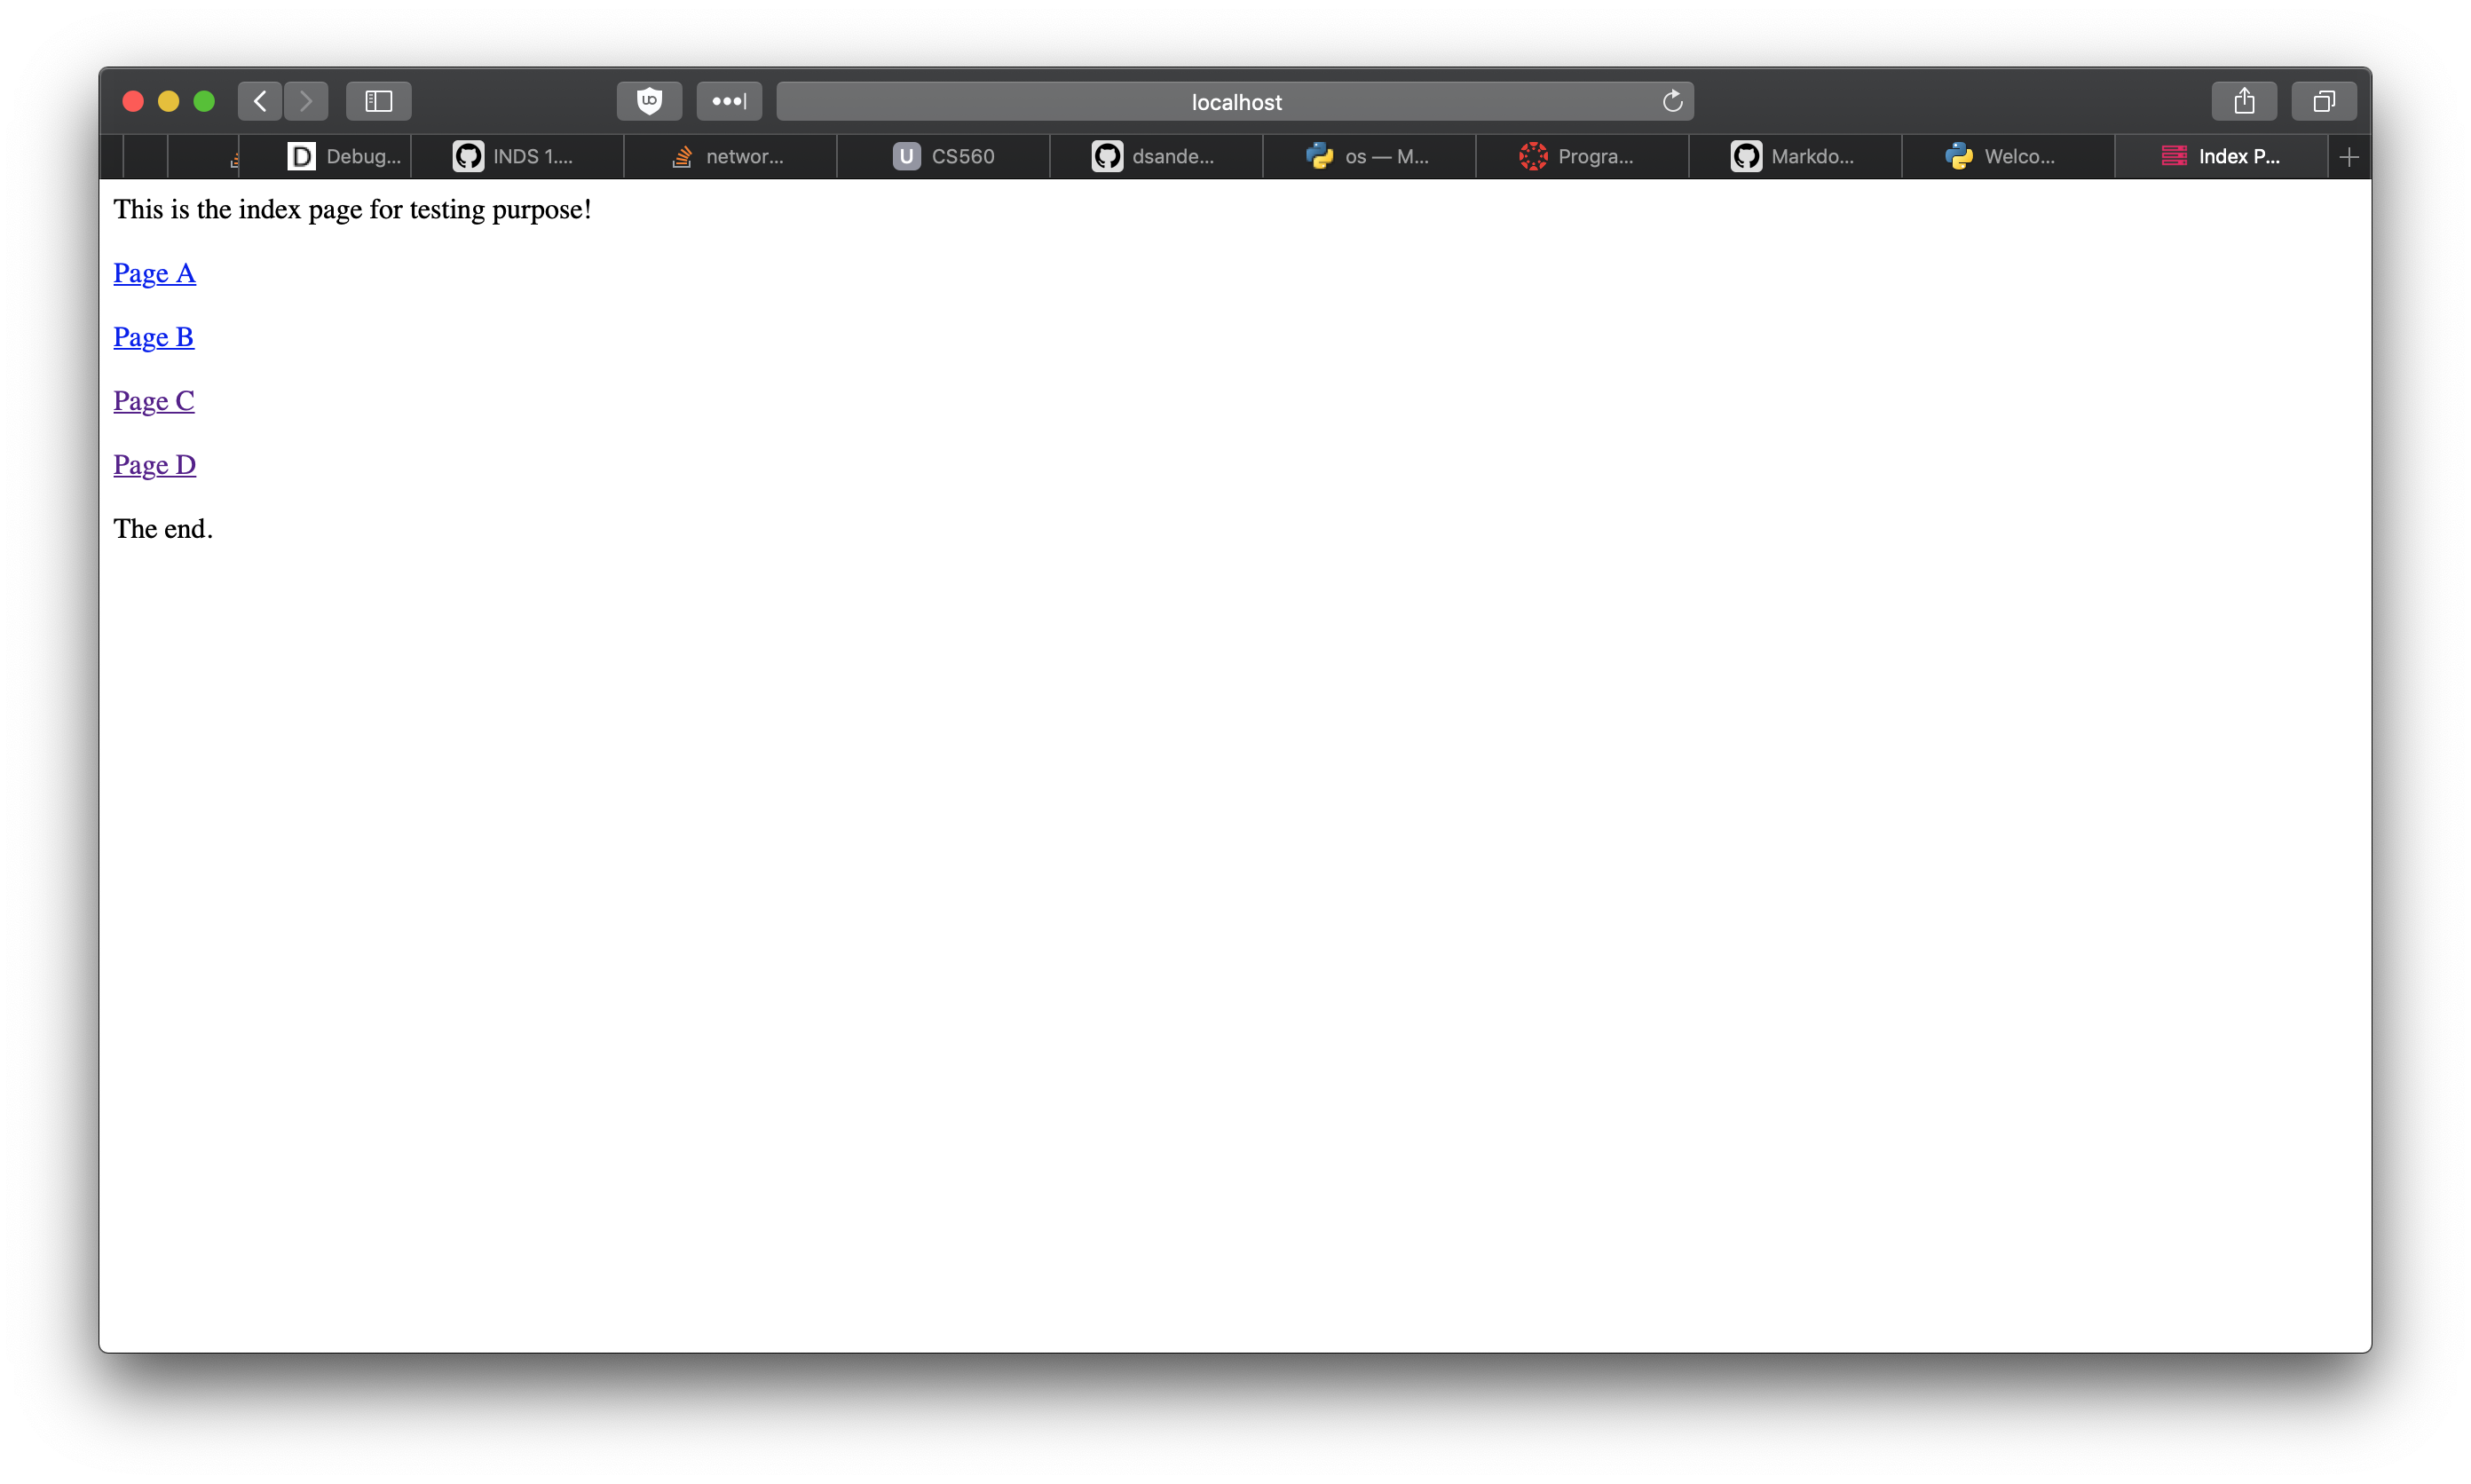 localhost
Debug... INDS 1.... networ... CS560 dsande... os — M... Progra... Markdo... Welco... Index P...
This is the index page for testing purpose!
Page A
Page B
Page C
Page D
The end.